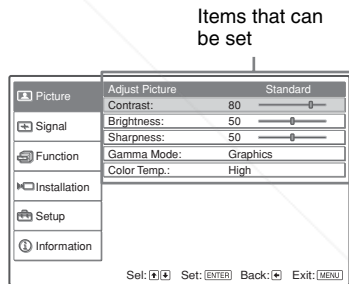 Items that can
be set
Picture
Signal
Function
Installation
Setup
Information
Adjust Picture Standard
Contrast: 80
Brightness: 50
Sharpness: 50
Gamma Mode: Graphics
Color Temp.: High
Sel: Set: ENTER Back: Exit: MENU